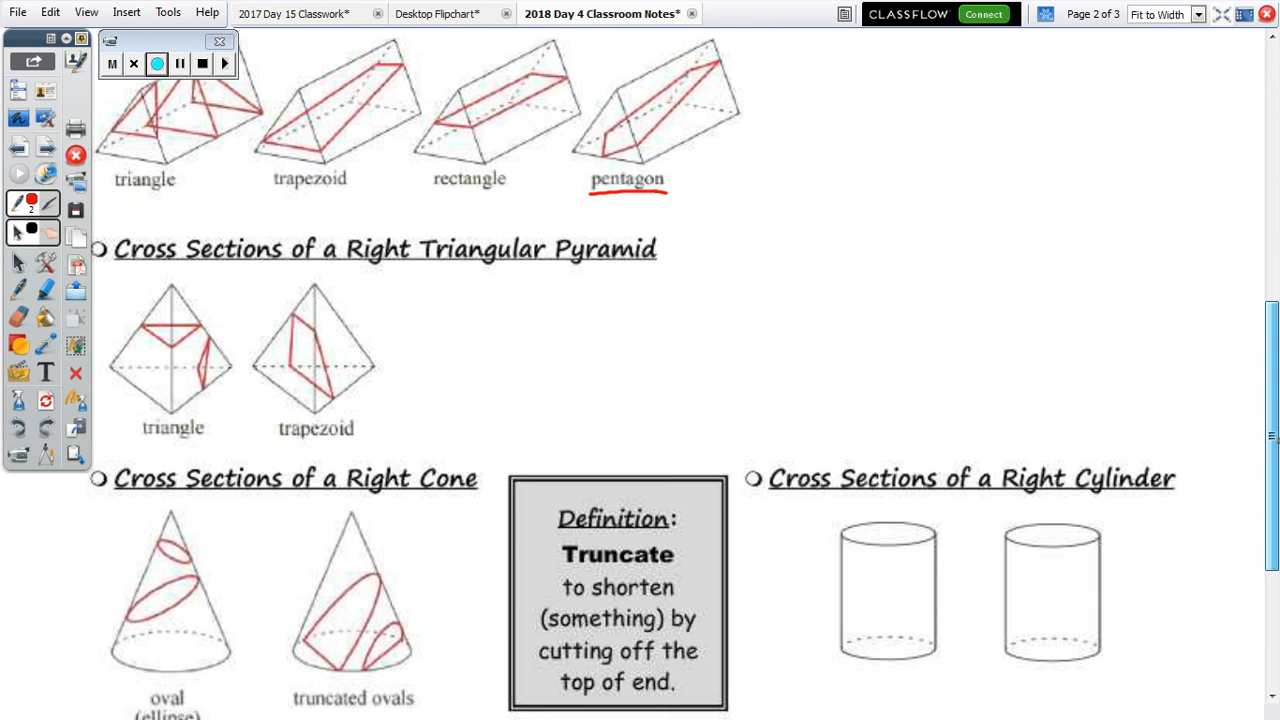 File Edit View Insert Tools Help
2017 Day 15 Classwork*
Desktop Flipchart*
2018 Day 4 Classroom Notes*
CLASSFLOW Connect
Page 2 of 3
Fit to Width
M
2
triangle
trapezoid
rectangle
pentagon
Cross Sections of a Right Triangular Pyramid
triangle
trapezoid
Cross Sections of a Right Cone
oval
(ellipse)
truncated ovals
Definition:
Truncate
to shorten
(something) by
cutting off the
top of end.
Cross Sections of a Right Cylinder